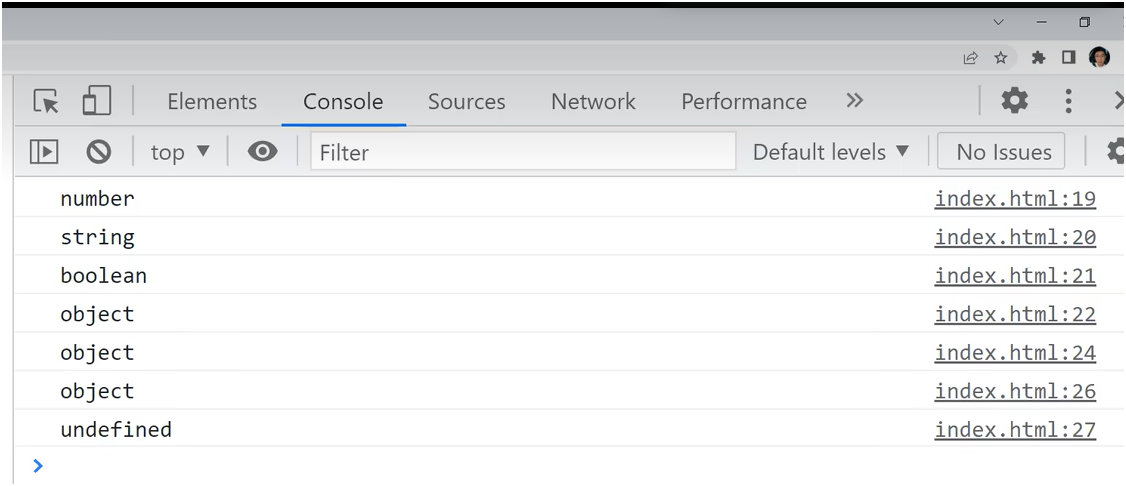 Elements Console Sources Network Performance
top Filter Default levels No Issues
number index.html:19
string index.html:20
boolean index.html:21
object index.html:22
object index.html:24
object index.html:26
undefined index.html:27